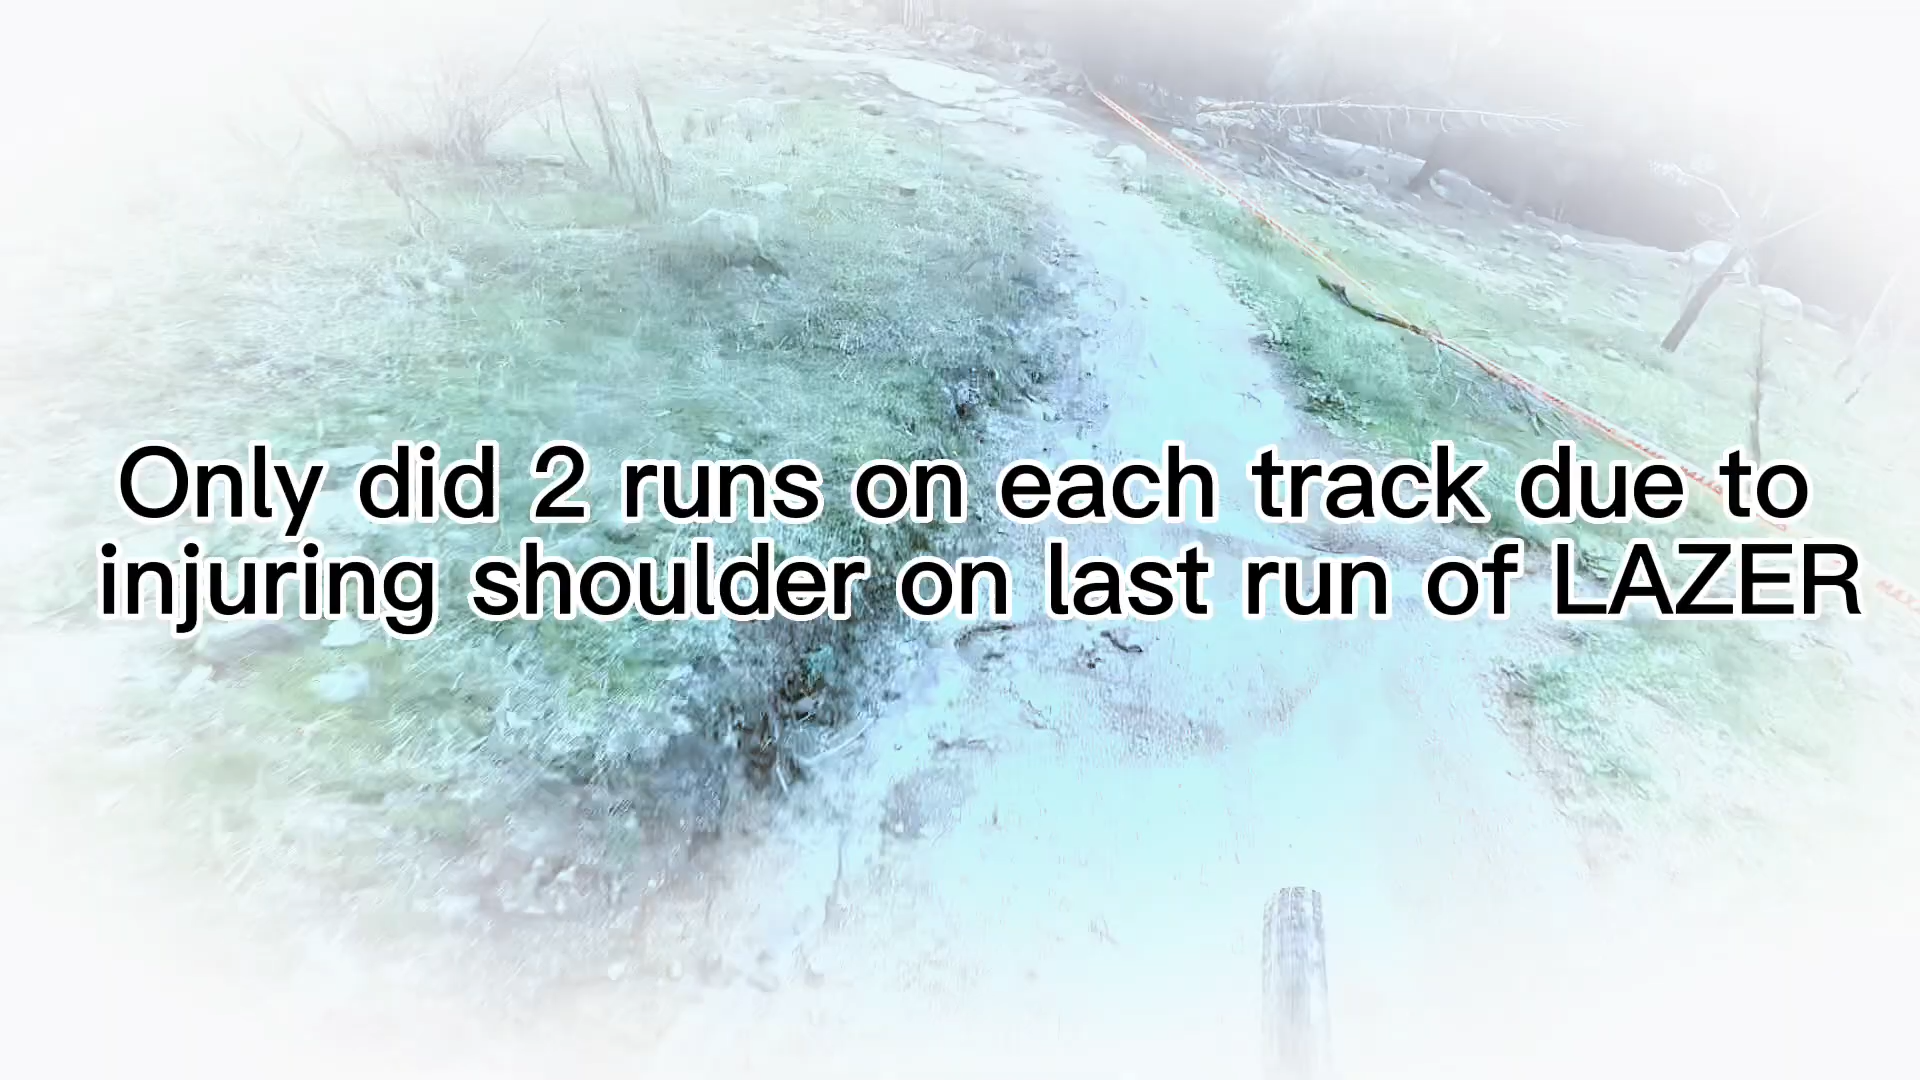 Only did 2 runs on each track due to
injuring shoulder on last run of LAZER